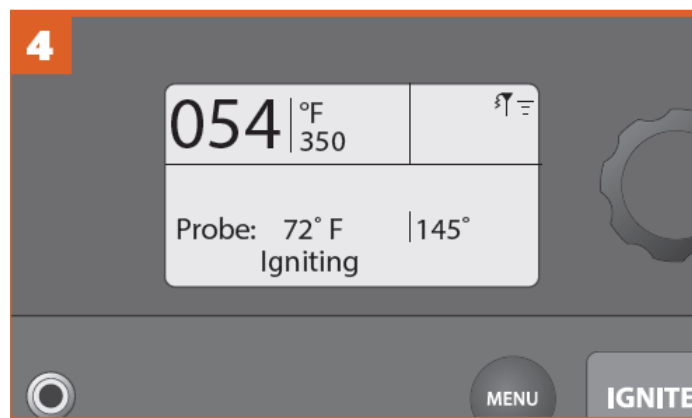 4
054 °F
350
Probe: 72° F 145°
Igniting
MENU IGNITE